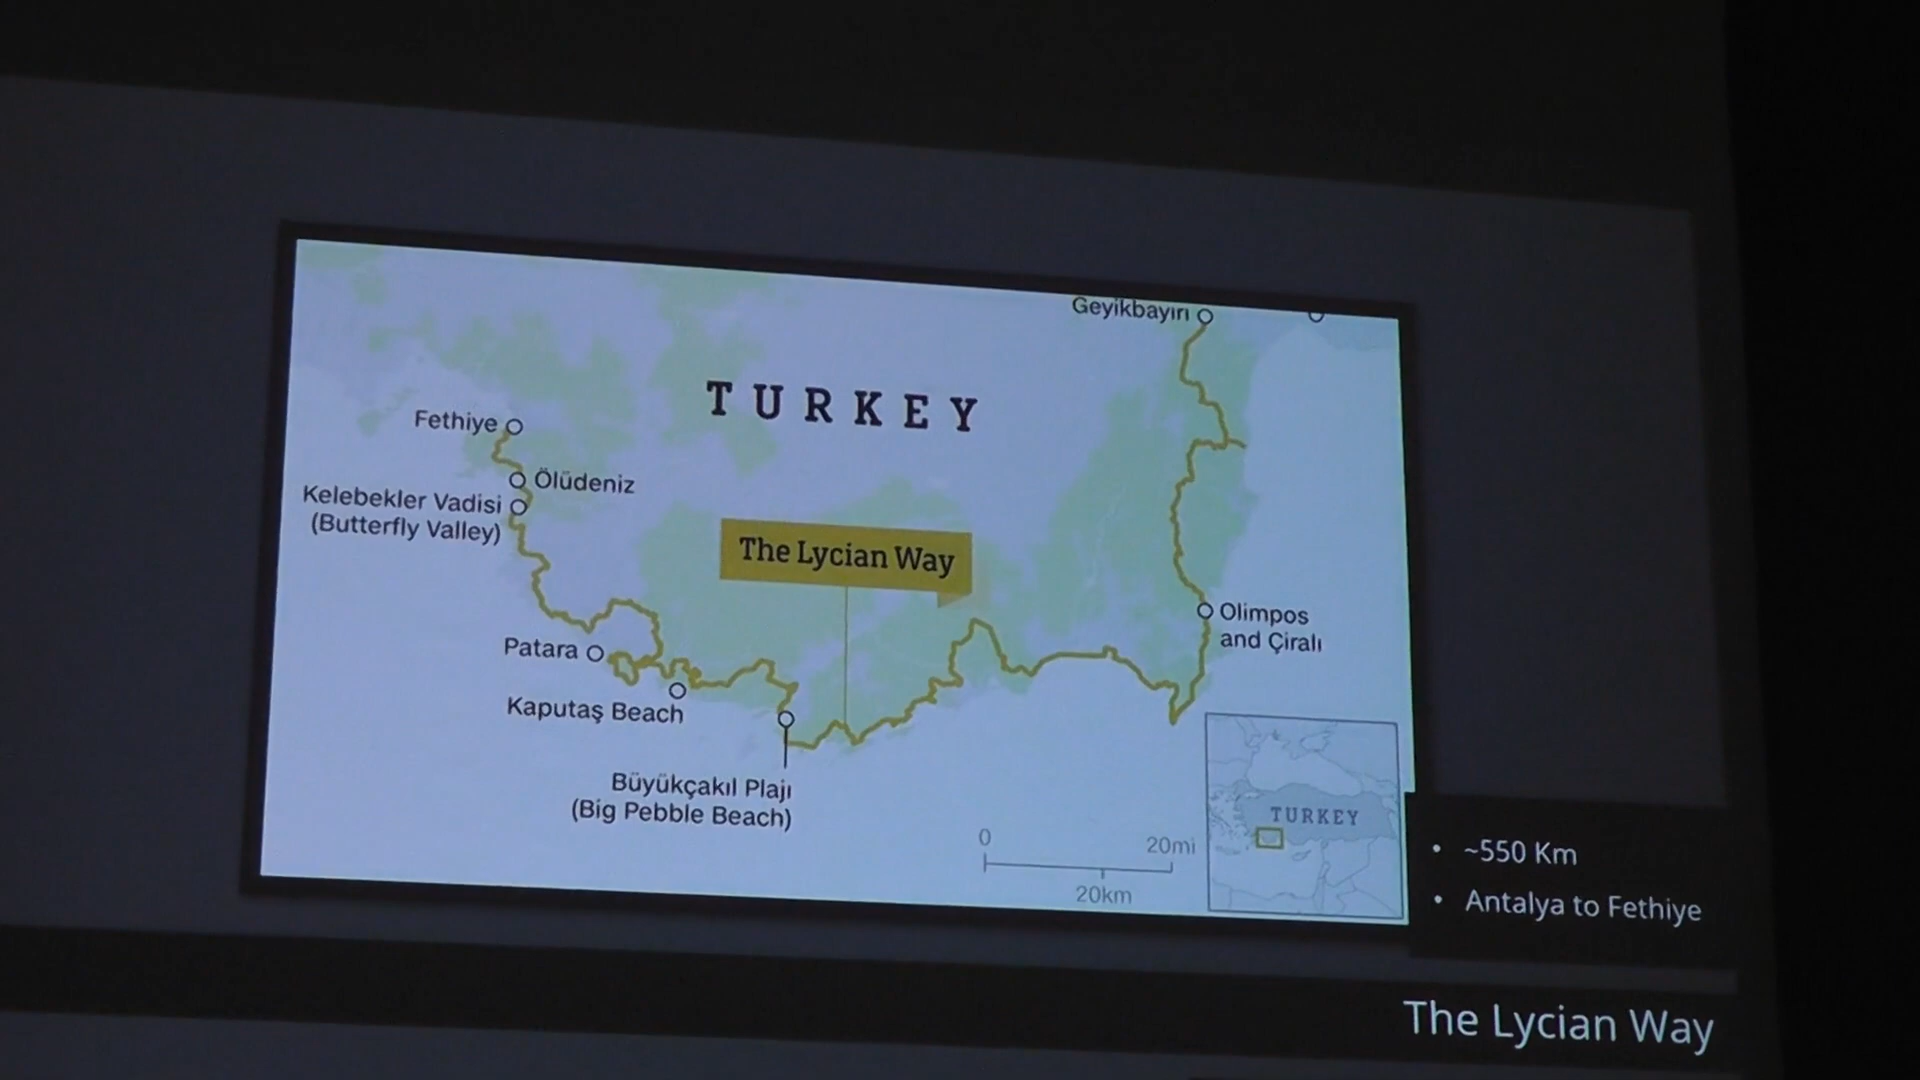 Geyikbayırı
TURKEY
Fethiye
Ölüdeniz
Kelebekler Vadisi
(Butterfly Valley)
The Lycian Way
Olimpos
and Çıralı
Patara
Kaputaş Beach
Büyükçakıl Plajı
(Big Pebble Beach)
0
20mi
20km
TURKEY
• ~550 Km
• Antalya to Fethiye
The Lycian Way